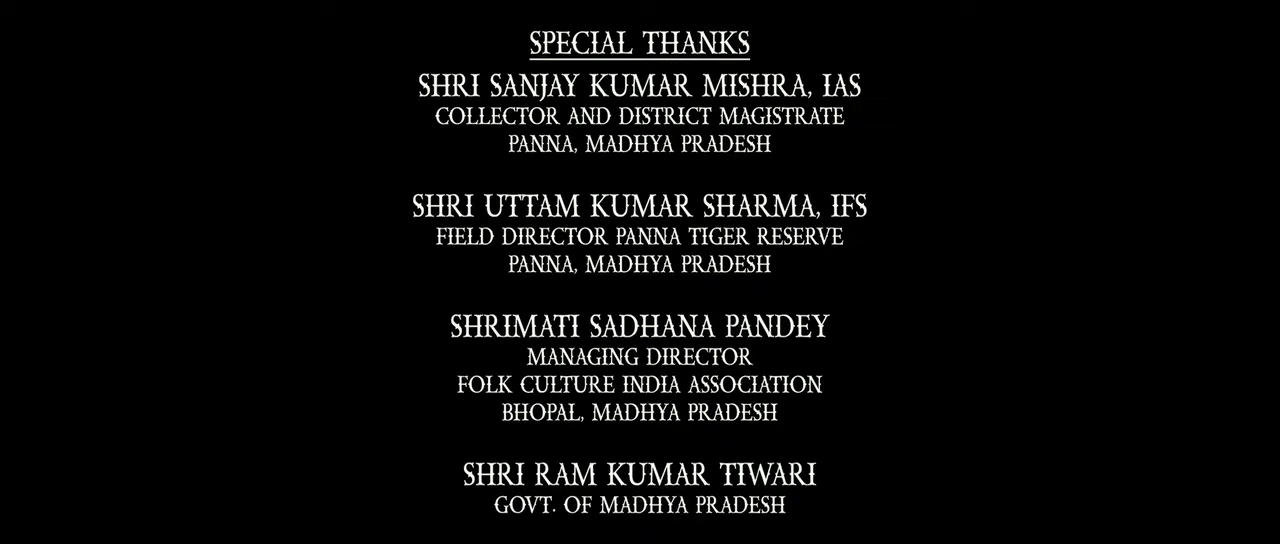 SPECIAL THANKS
SHRI SANJAY KUMAR MISHRA, IAS
COLLECTOR AND DISTRICT MAGISTRATE
PANNA, MADHYA PRADESH
SHRI UTTAM KUMAR SHARMA, IFS
FIELD DIRECTOR PANNA TIGER RESERVE
PANNA, MADHYA PRADESH
SHRIMATI SADHANA PANDEY
MANAGING DIRECTOR
FOLK CULTURE INDIA ASSOCIATION
BHOPAL, MADHYA PRADESH
SHRI RAM KUMAR TIWARI
GOVT. OF MADHYA PRADESH